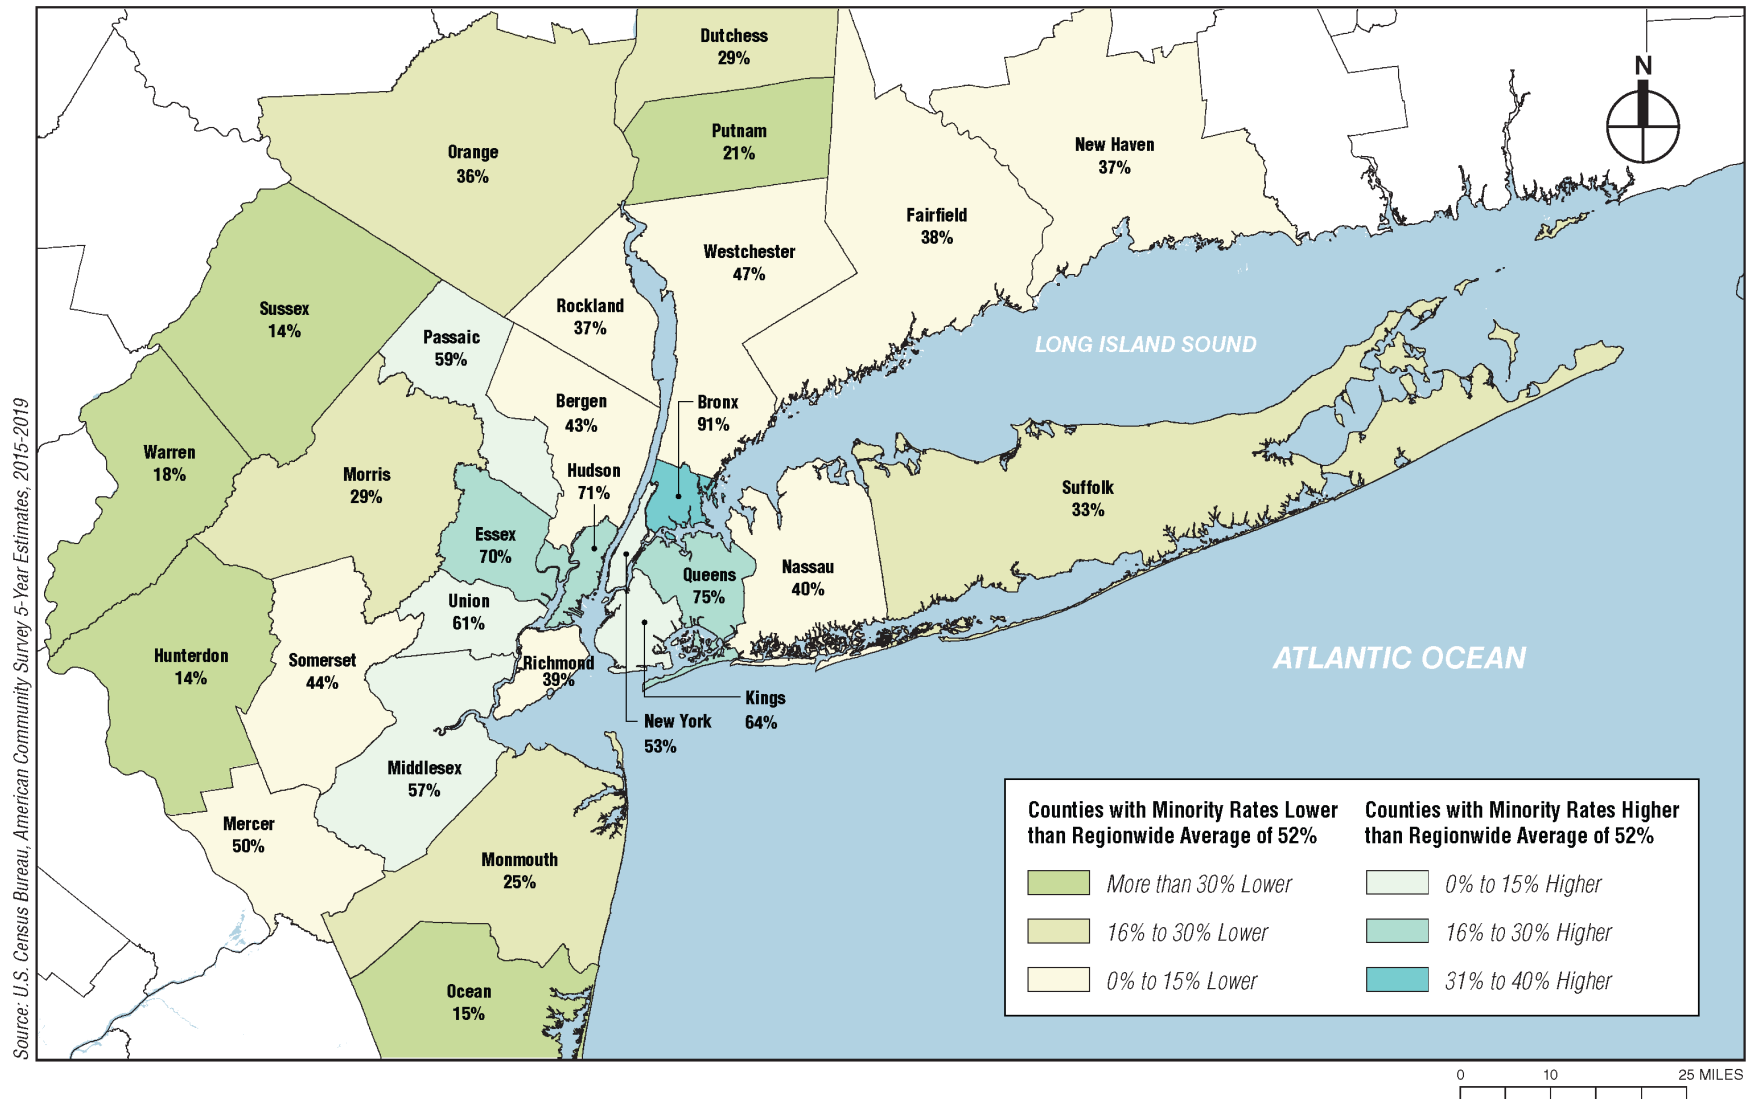 Dutchess
29%
Putnam
21%
Orange
36%
New Haven
37%
N
Fairfield
38%
Westchester
47%
Sussex
14%
Rockland
37%
Passaic
59%
LONG ISLAND SOUND
Bergen
43%
Bronx
91%
Warren
18%
Morris
29%
Hudson
71%
Suffolk
33%
Essex
70%
Queens
75%
Nassau
40%
Union
61%
Hunterdon
14%
Somerset
44%
Richmond
39%
ATLANTIC OCEAN
Kings
64%
New York
53%
Middlesex
57%
Mercer
50%
Monmouth
25%
Ocean
15%
Counties with Minority Rates Lower
than Regionwide Average of 52%
More than 30% Lower
16% to 30% Lower
0% to 15% Lower
Counties with Minority Rates Higher
than Regionwide Average of 52%
0% to 15% Higher
16% to 30% Higher
31% to 40% Higher
0 10 25 MILES
Source: U.S. Census Bureau, American Community Survey 5-Year Estimates, 2015-2019